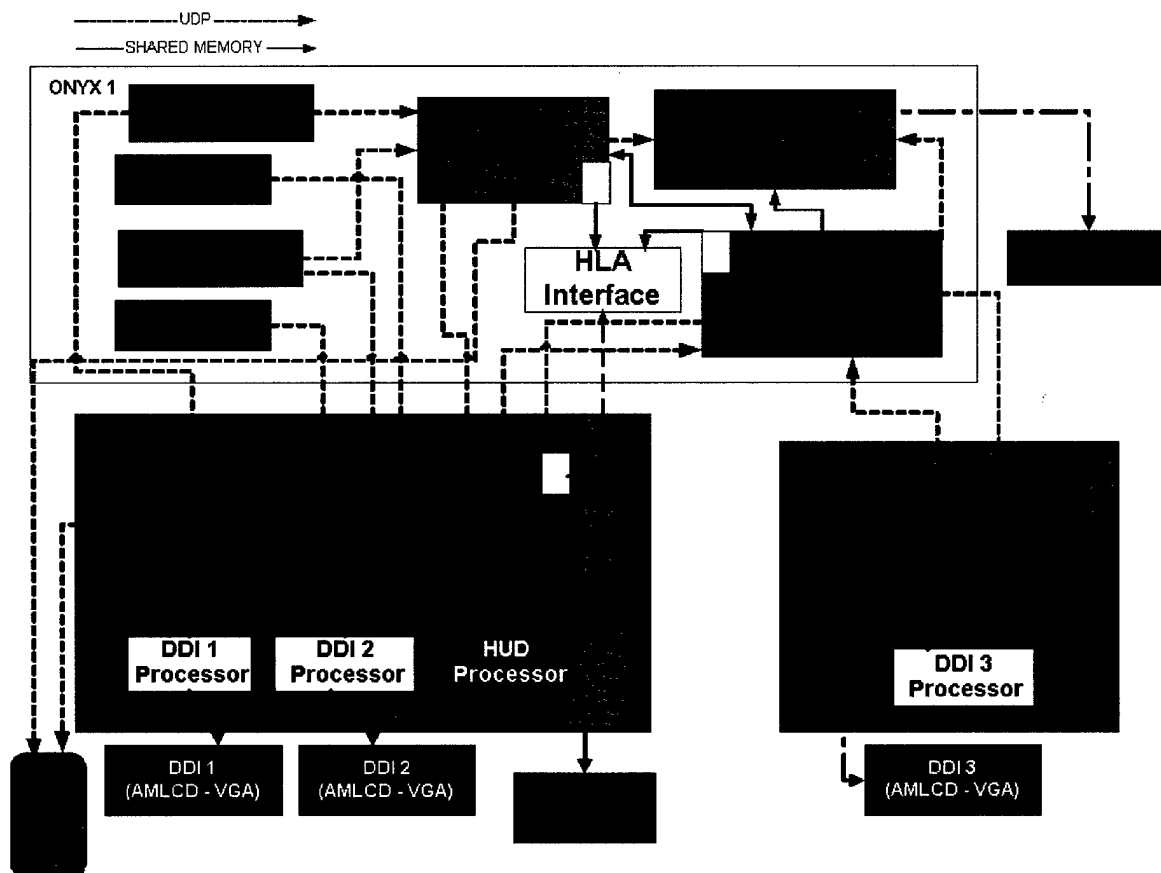 UDP
SHARED MEMORY
ONYX 1
HLA
Interface
DDI 1
Processor
DDI 2
Processor
HUD
Processor
DDI 3
Processor
DDI 1
(AMLCD - VGA)
DDI 2
(AMLCD - VGA)
DDI 3
(AMLCD - VGA)